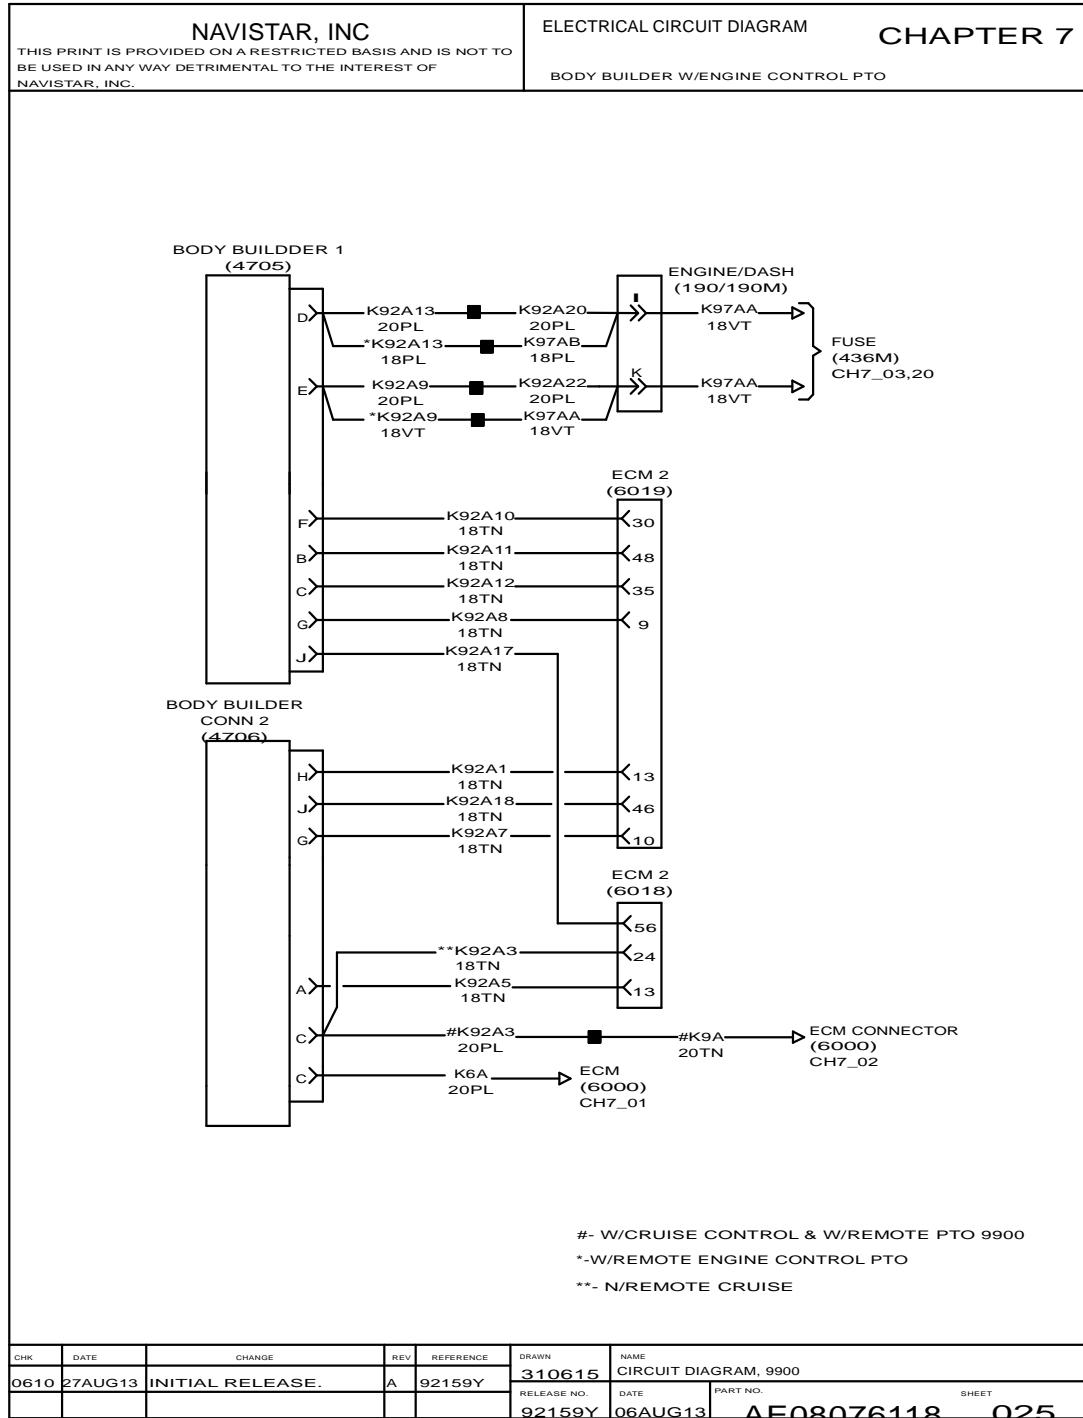 NAVISTAR, INC
THIS PRINT IS PROVIDED ON A RESTRICTED BASIS AND IS NOT TO
BE USED IN ANY WAY DETRIMENTAL TO THE INTEREST OF
NAVISTAR, INC.
ELECTRICAL CIRCUIT DIAGRAM
CHAPTER 7
BODY BUILDER W/ENGINE CONTROL PTO
BODY BUILDDER 1
(4705)
ENGINE/DASH
(190/190M)
D
K92A13
20PL
K92A20
20PL
K97AA
18VT
*K92A13
18PL
K97AB
18PL
FUSE
(436M)
CH7_03,20
E
K92A9
20PL
K92A22
20PL
K
K97AA
18VT
*K92A9
18VT
K97AA
18VT
ECM 2
(6019)
F
K92A10
18TN
30
B
K92A11
18TN
48
C
K92A12
18TN
35
G
K92A8
18TN
9
J
K92A17
18TN
BODY BUILDER
CONN 2
(4706)
H
K92A1
18TN
13
J
K92A18
18TN
46
G
K92A7
18TN
10
ECM 2
(6018)
56
**K92A3
18TN
24
A
K92A5
18TN
13
C
#K92A3
20PL
#K9A
20TN
ECM CONNECTOR
(6000)
CH7_02
C
K6A
20PL
ECM
(6000)
CH7_01
#- W/CRUISE CONTROL & W/REMOTE PTO 9900
*-W/REMOTE ENGINE CONTROL PTO
**- N/REMOTE CRUISE
CHK DATE CHANGE REV REFERENCE
0610 27AUG13 INITIAL RELEASE. A 92159Y
DRAWN
310615
NAME
CIRCUIT DIAGRAM, 9900
RELEASE NO.
92159Y
DATE
06AUG13
PART NO.
AE08076118
SHEET
025